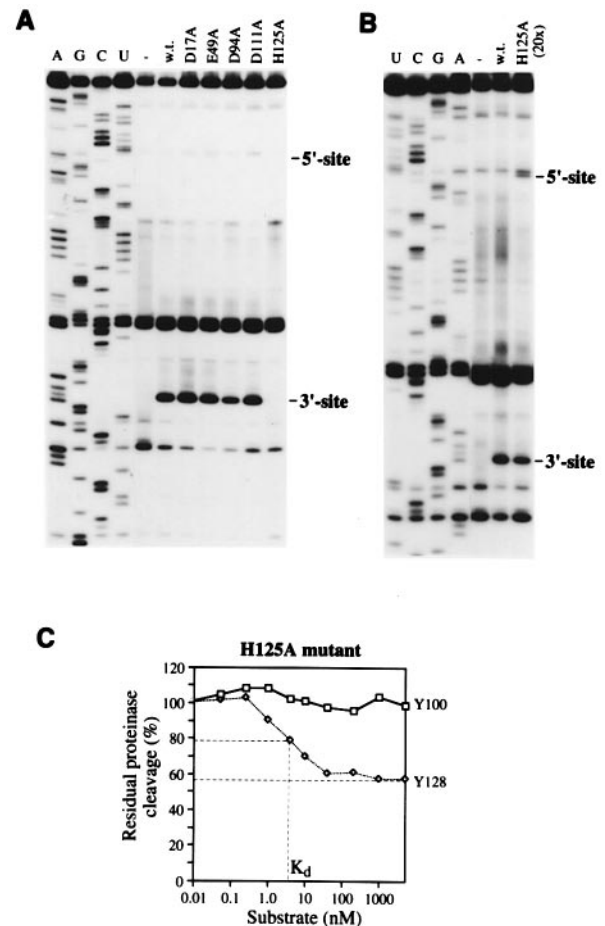 A
A G C U - w.t. D17A E49A D94A D111A H125A
-5'-site
-3'-site
B
U C G A - w.t. H125A (20x)
-5'-site
-3'-site
C
H125A mutant
Residual proteinase cleavage (%)
120
100
80
60
40
20
0
Y100
Y128
Kd
0.01 0.1 1.0 10 100 1000
Substrate (nM)